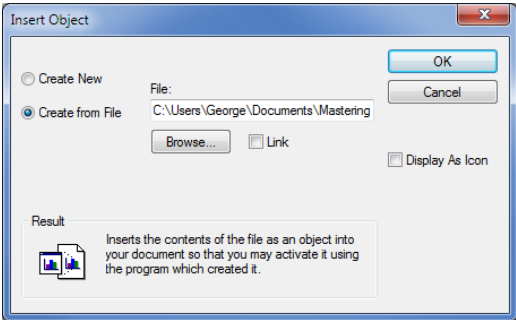 Insert Object
Create New
Create from File
File:
C:\Users\George\Documents\Mastering
Browse...
Link
OK
Cancel
Display As Icon
Result
Inserts the contents of the file as an object into
your document so that you may activate it using
the program which created it.